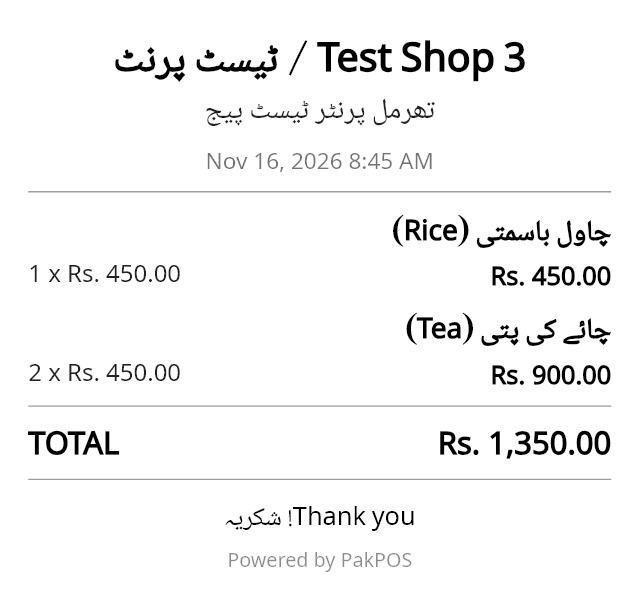 ٹیسٹ پرنٹ / Test Shop 3
تھرمل پرنٹر ٹیسٹ پیج
Nov 16, 2026 8:45 AM
چاول باسمتی (Rice)
1 x Rs. 450.00 Rs. 450.00
چائے کی پتی (Tea)
2 x Rs. 450.00 Rs. 900.00
TOTAL Rs. 1,350.00
شکریہ !Thank you
Powered by PakPOS